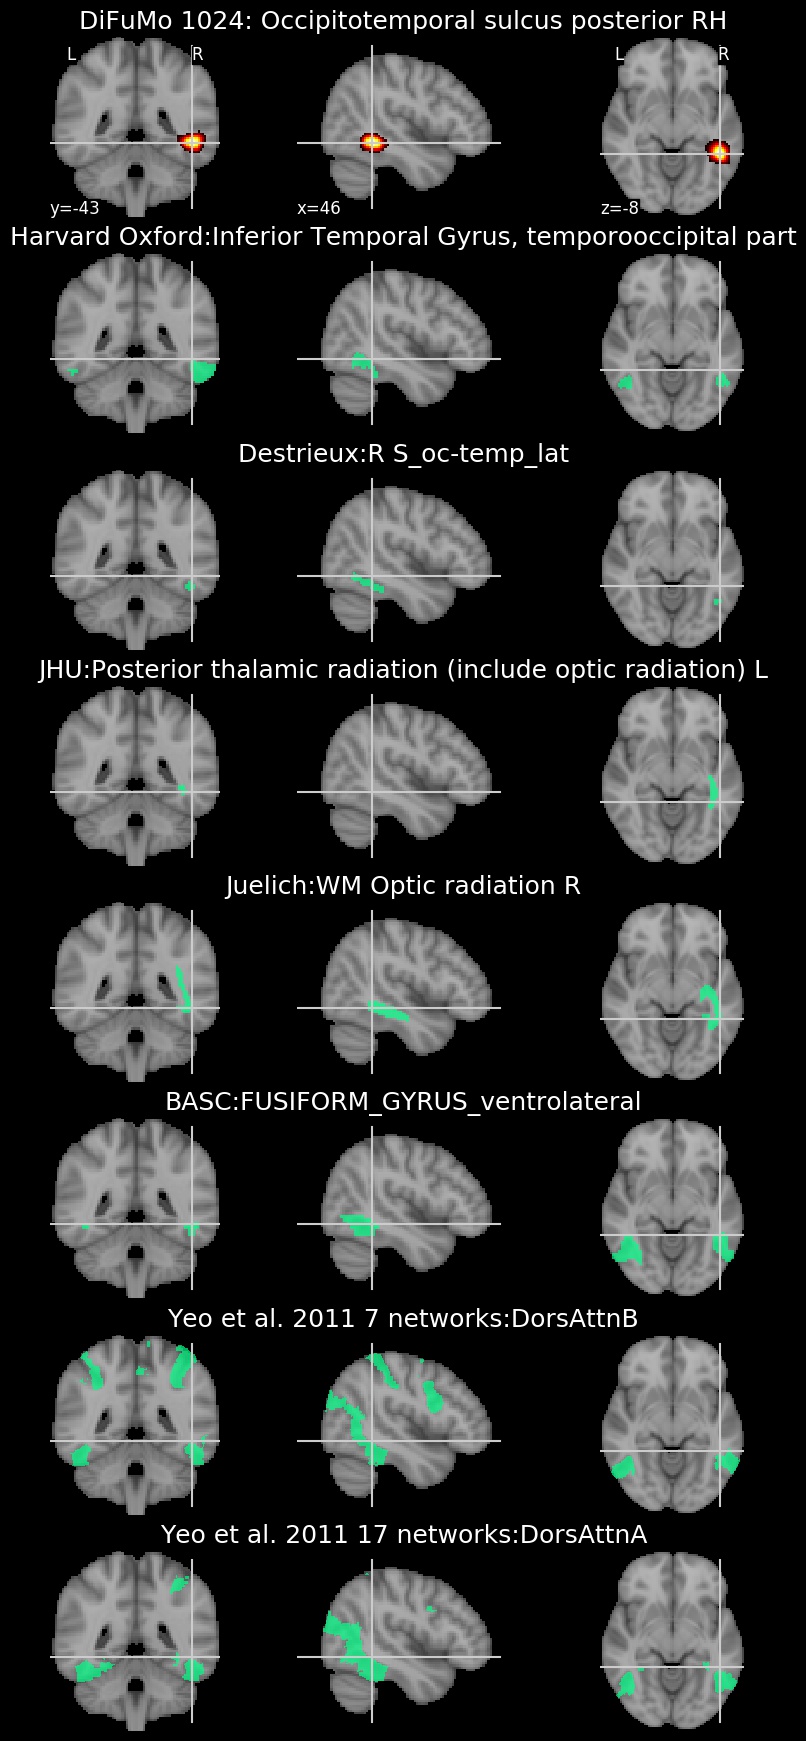 DiFuMo 1024: Occipitotemporal sulcus posterior RH
L R L R
y=-43 x=46 z=-8
Harvard Oxford:Inferior Temporal Gyrus, temporooccipital part
Destrieux:R S_oc-temp_lat
JHU:Posterior thalamic radiation (include optic radiation) L
Juelich:WM Optic radiation R
BASC:FUSIFORM_GYRUS_ventrolateral
Yeo et al. 2011 7 networks:DorsAttnB
Yeo et al. 2011 17 networks:DorsAttnA